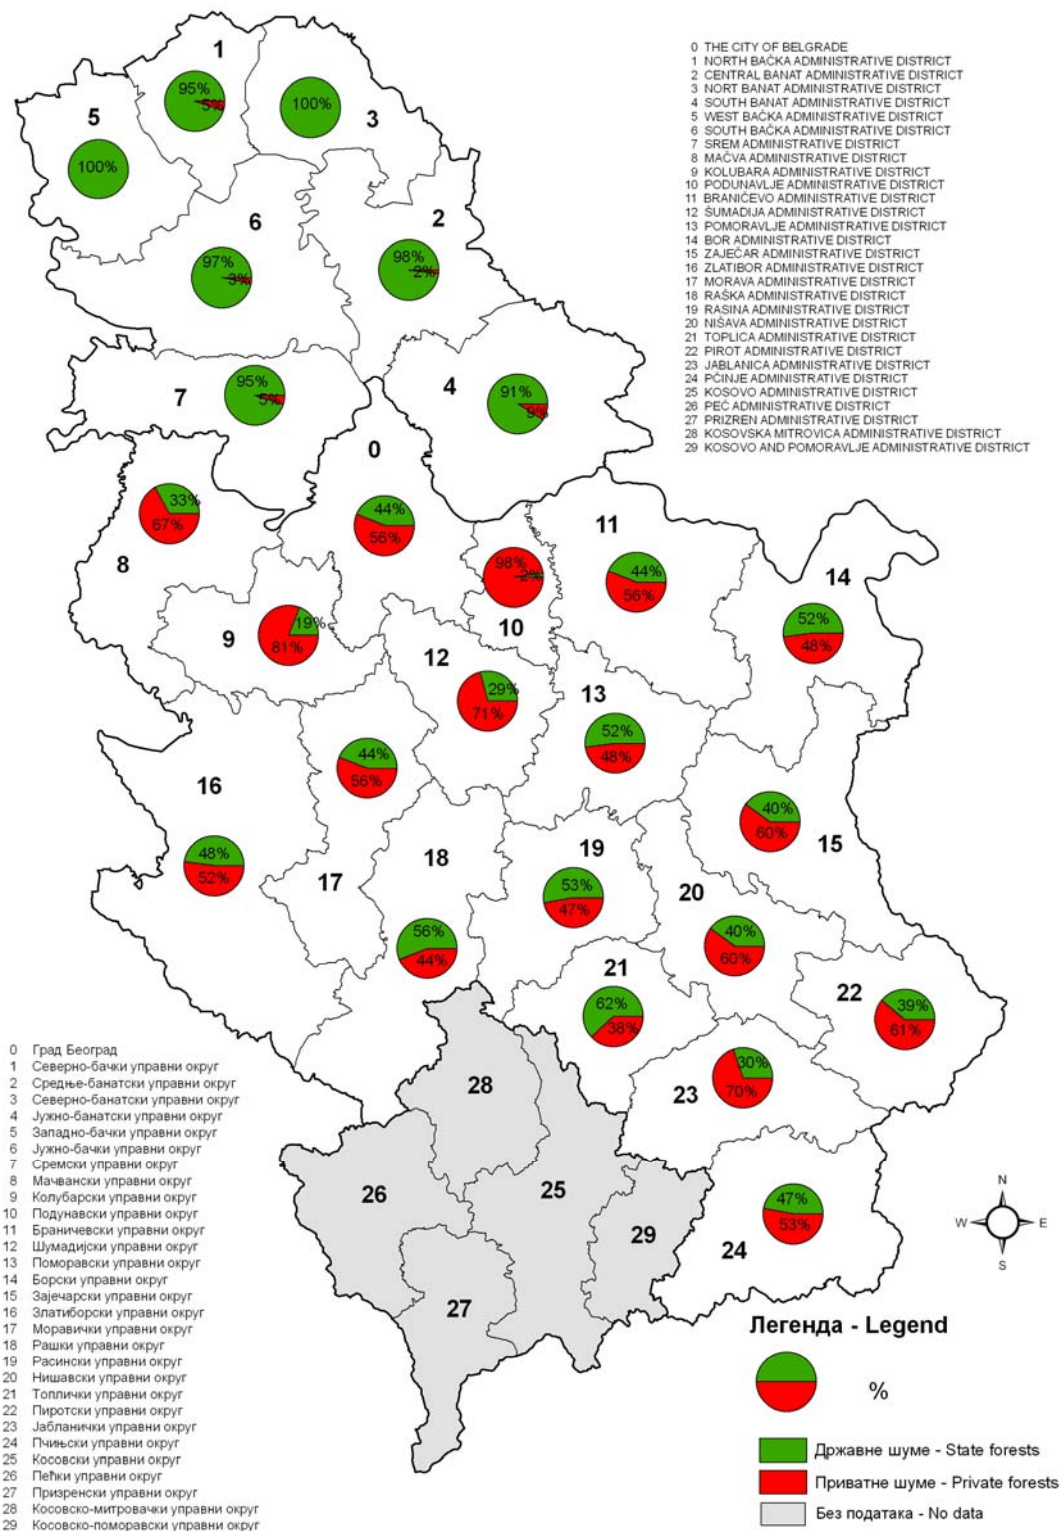 0 THE CITY OF BELGRADE
1 NORTH BAČKA ADMINISTRATIVE DISTRICT
2 CENTRAL BANAT ADMINISTRATIVE DISTRICT
3 NORT BANAT ADMINISTRATIVE DISTRICT
4 SOUTH BANAT ADMINISTRATIVE DISTRICT
5 WEST BAČKA ADMINISTRATIVE DISTRICT
6 SOUTH BAČKA ADMINISTRATIVE DISTRICT
7 SREM ADMINISTRATIVE DISTRICT
8 MAČVA ADMINISTRATIVE DISTRICT
9 KOLUBARA ADMINISTRATIVE DISTRICT
10 PODUNAVLJE ADMINISTRATIVE DISTRICT
11 BRANIČEVO ADMINISTRATIVE DISTRICT
12 ŠUMADIJA ADMINISTRATIVE DISTRICT
13 POMORAVLJE ADMINISTRATIVE DISTRICT
14 BOR ADMINISTRATIVE DISTRICT
15 ZAJEČAR ADMINISTRATIVE DISTRICT
16 ZLATIBOR ADMINISTRATIVE DISTRICT
17 MORAVA ADMINISTRATIVE DISTRICT
18 RAŠKA ADMINISTRATIVE DISTRICT
19 RASINA ADMINISTRATIVE DISTRICT
20 NIŠAVA ADMINISTRATIVE DISTRICT
21 TOPLICA ADMINISTRATIVE DISTRICT
22 PIROT ADMINISTRATIVE DISTRICT
23 JABLANICA ADMINISTRATIVE DISTRICT
24 PČINJE ADMINISTRATIVE DISTRICT
25 KOSOVO ADMINISTRATIVE DISTRICT
26 PEĆ ADMINISTRATIVE DISTRICT
27 PRIZREN ADMINISTRATIVE DISTRICT
28 KOSOVSKA MITROVICA ADMINISTRATIVE DISTRICT
29 KOSOVO AND POMORAVLJE ADMINISTRATIVE DISTRICT
1
95%
5%
100%
3
5
100%
6
97%
3%
2
98%
2%
7
95%
5%
4
91%
9%
0
44%
56%
33%
67%
8
98%
2%
10
11
44%
56%
14
52%
48%
9
19%
81%
12
29%
71%
13
52%
48%
44%
56%
17
16
48%
52%
40%
60%
15
18
56%
44%
19
53%
47%
20
40%
60%
21
62%
38%
22
39%
61%
23
30%
70%
28
26
25
29
27
47%
53%
24
N
W
E
S
0 Град Београд
1 Северно-бачки управни округ
2 Средње-банатски управни округ
3 Северно-банатски управни округ
4 Јужно-банатски управни округ
5 Западно-бачки управни округ
6 Јужно-бачки управни округ
7 Сремски управни округ
8 Мачвански управни округ
9 Колубарски управни округ
10 Подунавски управни округ
11 Браничевски управни округ
12 Шумадијски управни округ
13 Поморавски управни округ
14 Борски управни округ
15 Зајечарски управни округ
16 Златиборски управни округ
17 Моравички управни округ
18 Рашки управни округ
19 Расински управни округ
20 Нишавски управни округ
21 Топлички управни округ
22 Пиротски управни округ
23 Јабланички управни округ
24 Пчињски управни округ
25 Косовски управни округ
26 Пећки управни округ
27 Призренски управни округ
28 Косовско-митровачки управни округ
29 Косовско-поморавски управни округ
Легенда - Legend
%
Државне шуме - State forests
Приватне шуме - Private forests
Без података - No data